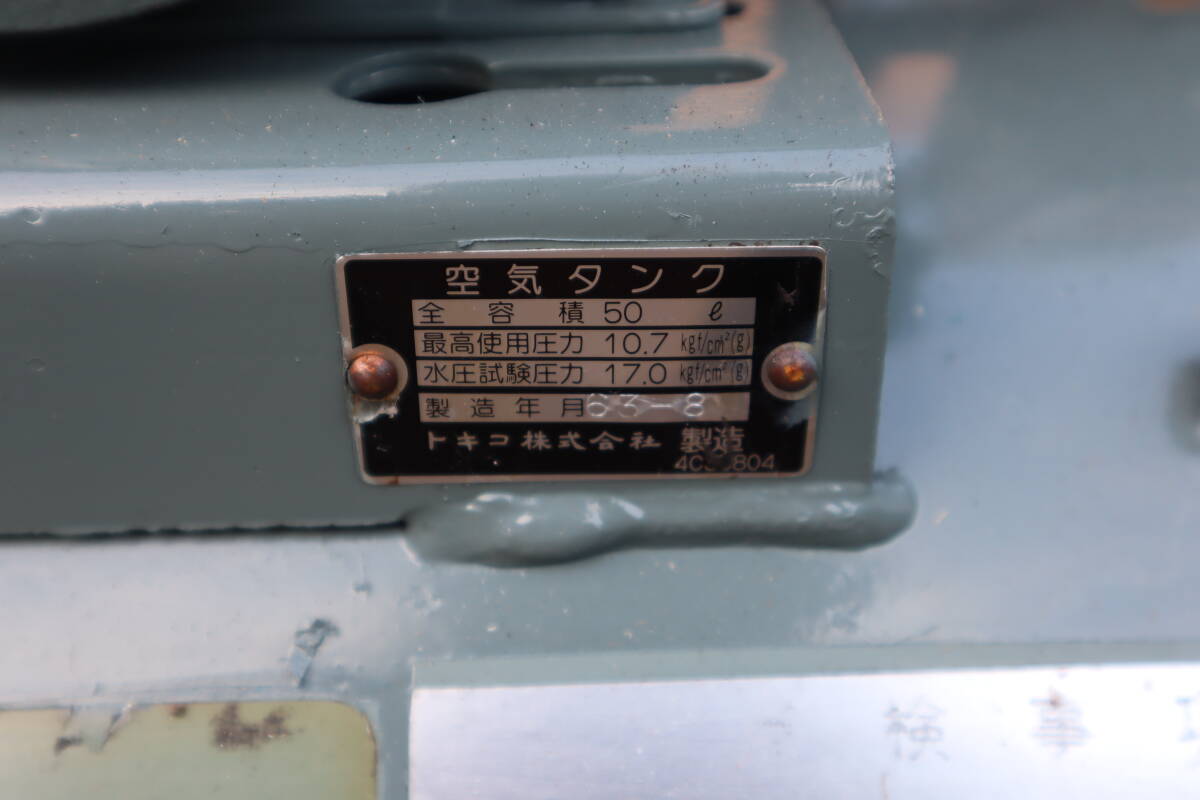 空気タンク
全容積 50 ℓ
最高使用圧力 10.7 kgf/cm²(g)
水圧試験圧力 17.0 kgf/cm²(g)
製造年月 63-8
トキコ株式会社 製造
検 事